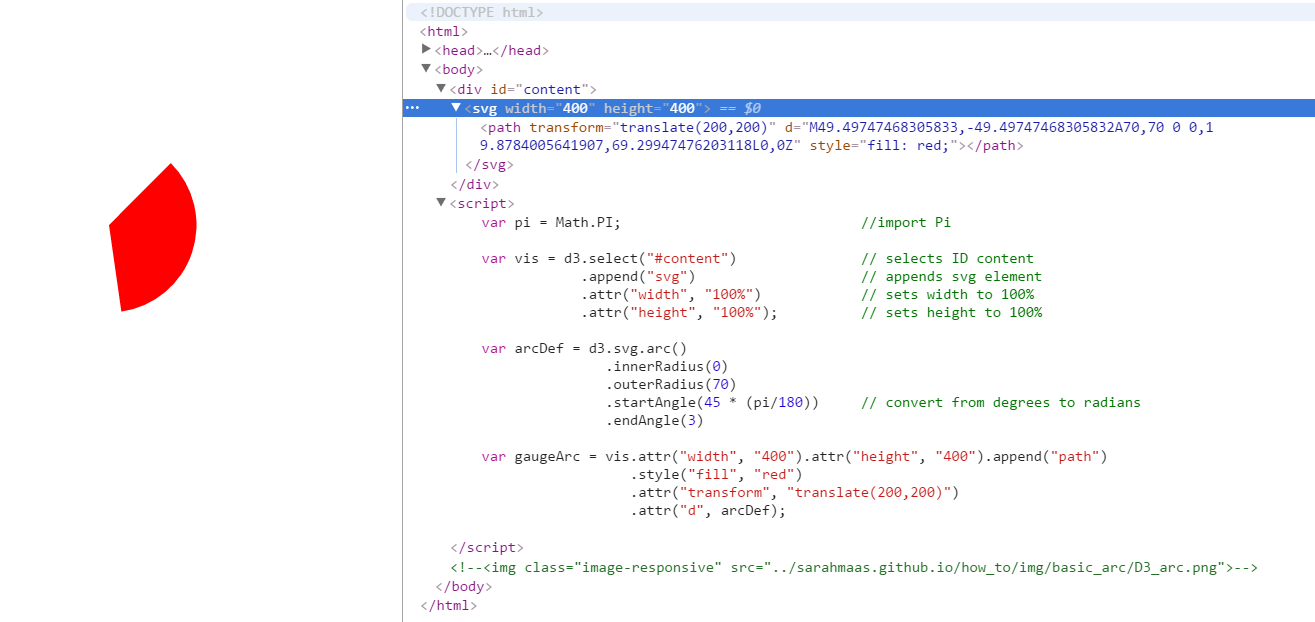 <!DOCTYPE html>
<html>
▶<head>…</head>
▼<body>
▼<div id="content">
… ▼<svg width="400" height="400"> == $0
<path transform="translate(200,200)" d="M49.49747468305833,-49.49747468305832A70,70 0 0,1
9.8784005641907,69.29947476203118L0,0Z" style="fill: red;"></path>
</svg>
</div>
▼<script>
var pi = Math.PI; //import Pi
var vis = d3.select("#content") // selects ID content
.append("svg") // appends svg element
.attr("width", "100%") // sets width to 100%
.attr("height", "100%"); // sets height to 100%
var arcDef = d3.svg.arc()
.innerRadius(0)
.outerRadius(70)
.startAngle(45 * (pi/180)) // convert from degrees to radians
.endAngle(3)
var gaugeArc = vis.attr("width", "400").attr("height", "400").append("path")
.style("fill", "red")
.attr("transform", "translate(200,200)")
.attr("d", arcDef);
</script>
<!--<img class="image-responsive" src="../sarahmaas.github.io/how_to/img/basic_arc/D3_arc.png">-->
</body>
</html>